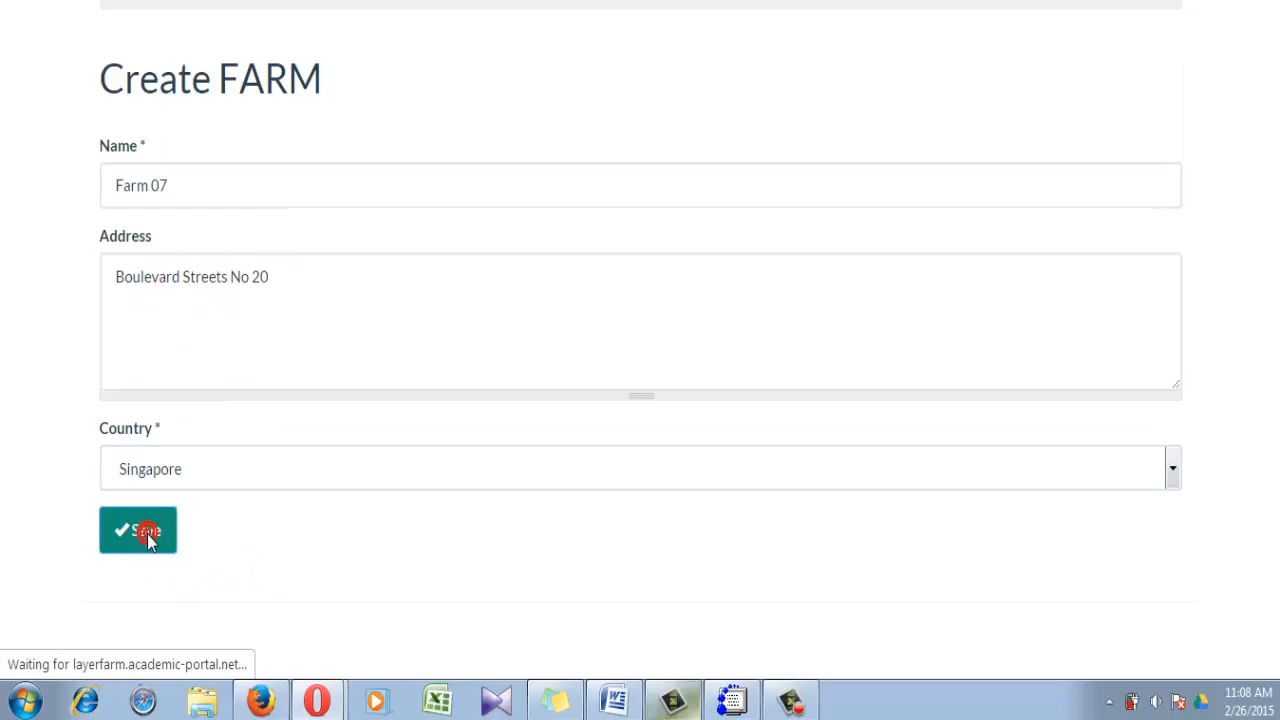 Create FARM
Name *
Farm 07
Address
Boulevard Streets No 20
Country *
Singapore
Waiting for layerfarm.academic-portal.net...
11:08 AM
2/26/2015